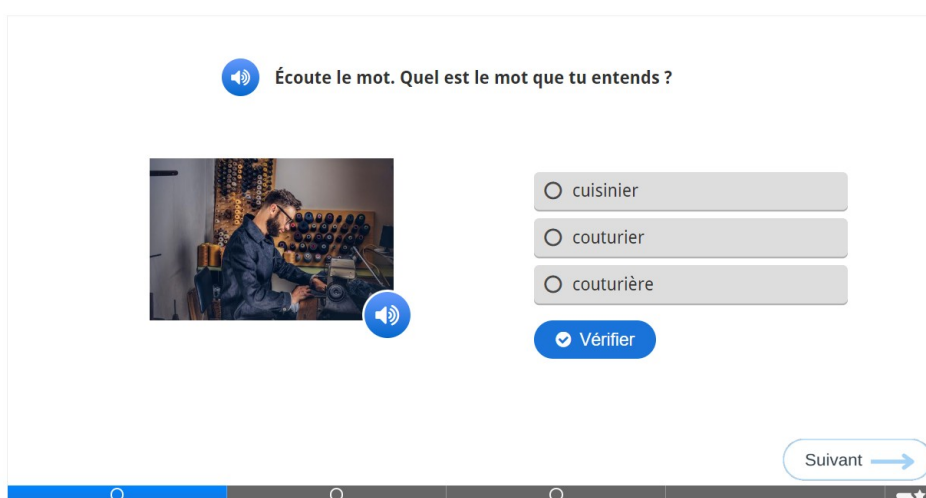 Écoute le mot. Quel est le mot que tu entends ?
cuisinier
couturier
couturière
Vérifier
Suivant